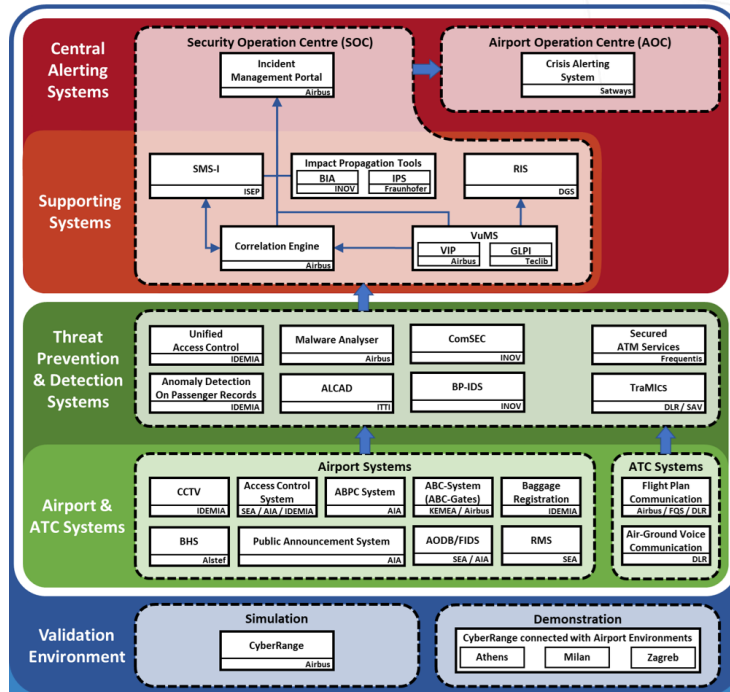 Central
Alerting
Systems
Security Operation Centre (SOC)
Incident
Management Portal
Airbus
Airport Operation Centre (AOC)
Crisis Alerting
System
Satways
Supporting
Systems
SMS-I
ISEP
Impact Propagation Tools
BIA
INOV
IPS
Fraunhofer
RIS
DGS
Correlation Engine
Airbus
VuMS
VIP
Airbus
GLPI
Teclib
Threat
Prevention
& Detection
Systems
Unified
Access Control
IDEMIA
Malware Analyser
Airbus
ComSEC
INOV
Secured
ATM Services
Frequentis
Anomaly Detection
On Passenger Records
IDEMIA
ALCAD
ITTI
BP-IDS
INOV
TraMICs
DLR / SAV
Airport &
ATC Systems
Airport Systems
CCTV
IDEMIA
Access Control
System
SEA / AIA / IDEMIA
ABPC System
AIA
ABC-System
(ABC-Gates)
KEMEA / Airbus
Baggage
Registration
IDEMIA
BHS
Alstef
Public Announcement System
AIA
AODB/FIDS
SEA / AIA
RMS
SEA
ATC Systems
Flight Plan
Communication
Airbus / FQS / DLR
Air-Ground Voice
Communication
DLR
Validation
Environment
Simulation
CyberRange
Airbus
Demonstration
CyberRange connected with Airport Environments
Athens
Milan
Zagreb